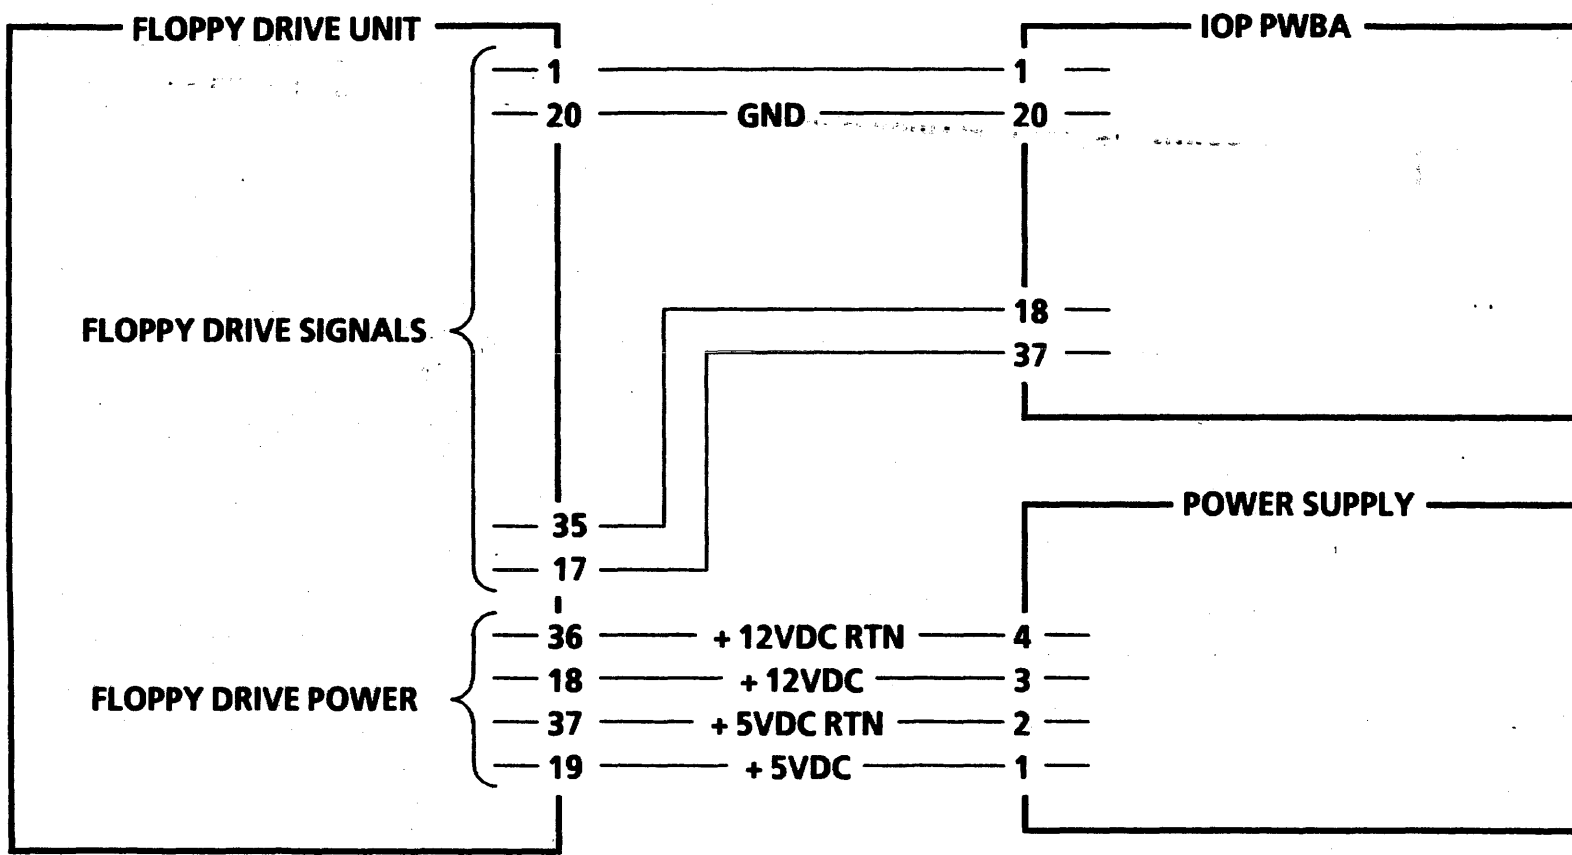 FLOPPY DRIVE UNIT IOP PWBA
1 1
20 GND 20
18
FLOPPY DRIVE SIGNALS
37
POWER SUPPLY
35
17
36 + 12VDC RTN 4
18 + 12VDC 3
FLOPPY DRIVE POWER
37 + 5VDC RTN 2
19 + 5VDC 1